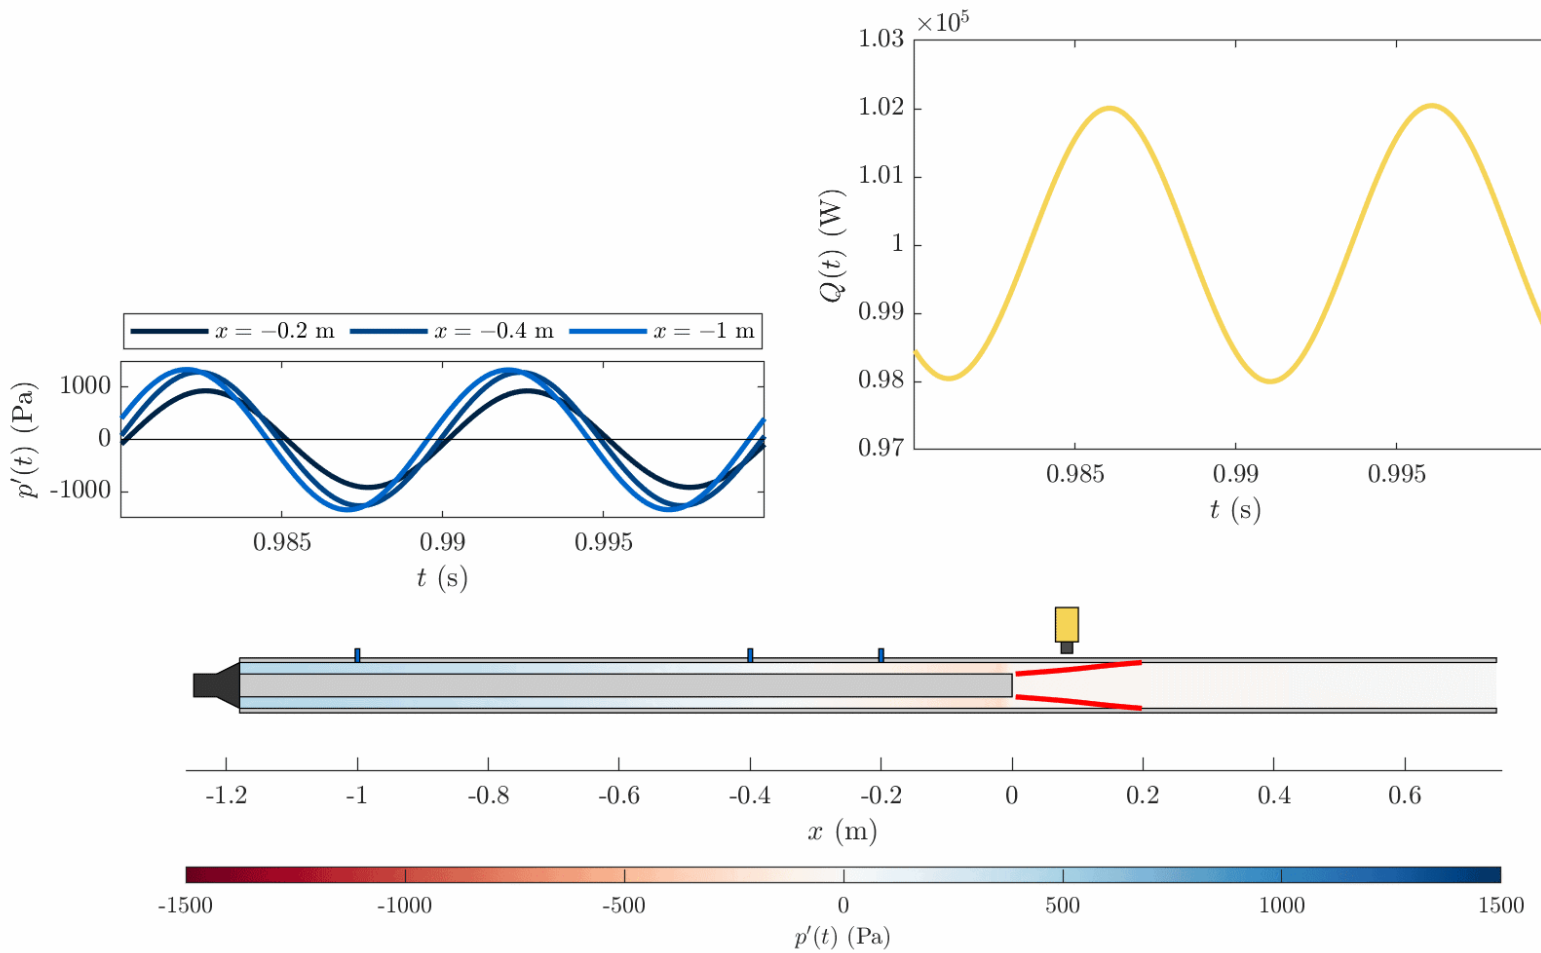 x = −0.2 m x = −0.4 m x = −1 m
1000
0
-1000
p′(t) (Pa)
0.985 0.99 0.995
t (s)
×10⁵
1.03
1.02
1.01
1
0.99
0.98
0.97
Q(t) (W)
0.985 0.99 0.995
t (s)
-1.2 -1 -0.8 -0.6 -0.4 -0.2 0 0.2 0.4 0.6
x (m)
-1500 -1000 -500 0 500 1000 1500
p′(t) (Pa)